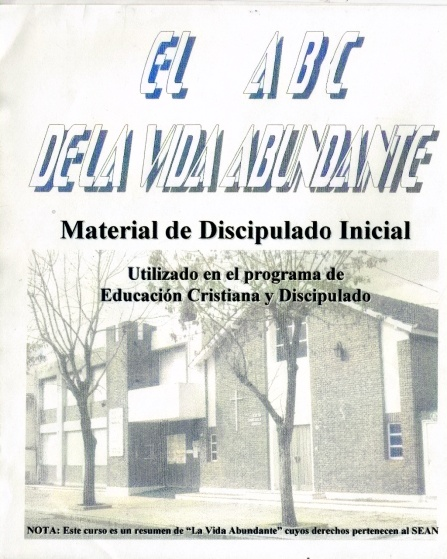 EL ABC
DE LA VIDA ABUNDANTE
Material de Discipulado Inicial
Utilizado en el programa de
Educación Cristiana y Discipulado
NOTA: Este curso es un resumen de "La Vida Abundante" cuyos derechos pertenecen al SEAN